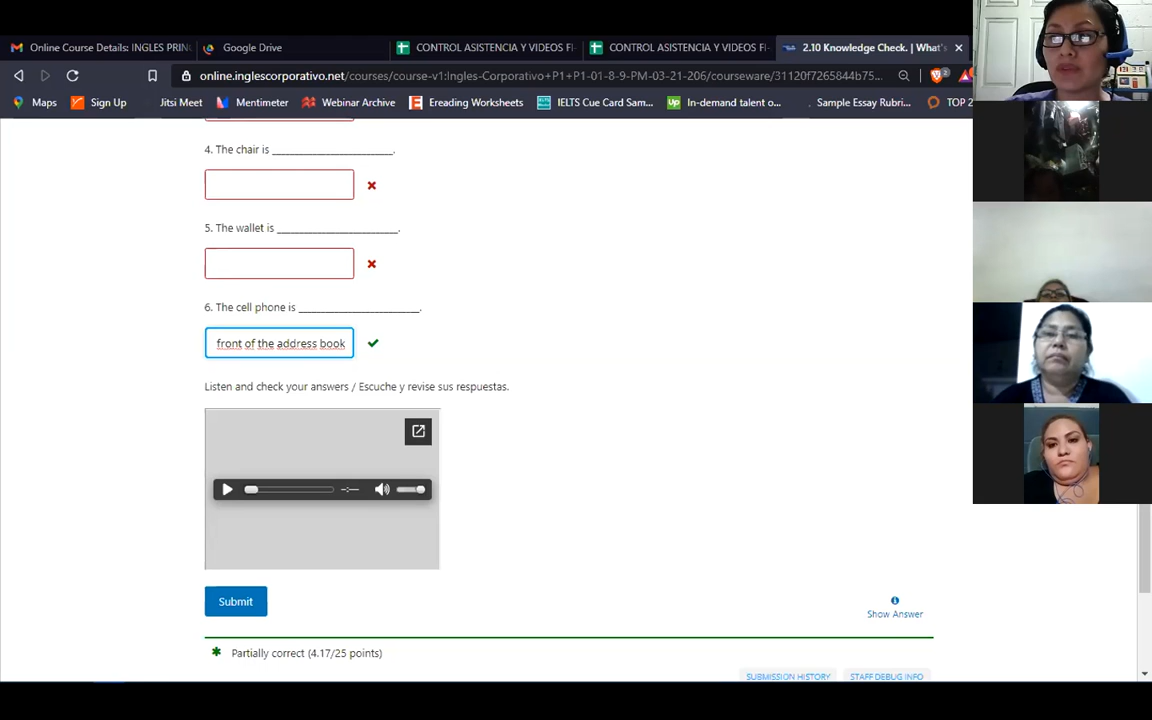 Online Course Details: INGLES PRIN
Google Drive
CONTROL ASISTENCIA Y VIDEOS FI-
CONTROL ASISTENCIA Y VIDEOS FI-
2.10 Knowledge Check. | What's
online.inglescorporativo.net/courses/course-v1:Ingles-Corporativo+P1+P1-01-8-9-PM-03-21-206/courseware/31120f7265844b75...
2
Maps
Sign Up
Jitsi Meet
Mentimeter
Webinar Archive
Ereading Worksheets
IELTS Cue Card Sam...
Up
In-demand talent o...
Sample Essay Rubri...
TOP 2
4. The chair is ____________________.
5. The wallet is ____________________.
6. The cell phone is ____________________.
front of the address book
Listen and check your answers / Escuche y revise sus respuestas.
Submit
Show Answer
Partially correct (4.17/25 points)
SUBMISSION HISTORY
STAFF DEBUG INFO